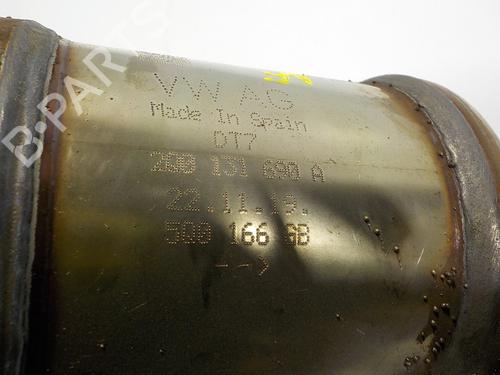 VW AG
Made In Spain
DT7
2Q0 131 690 A
22.11.19.
5Q0 166 BB
-->
B-PARTS